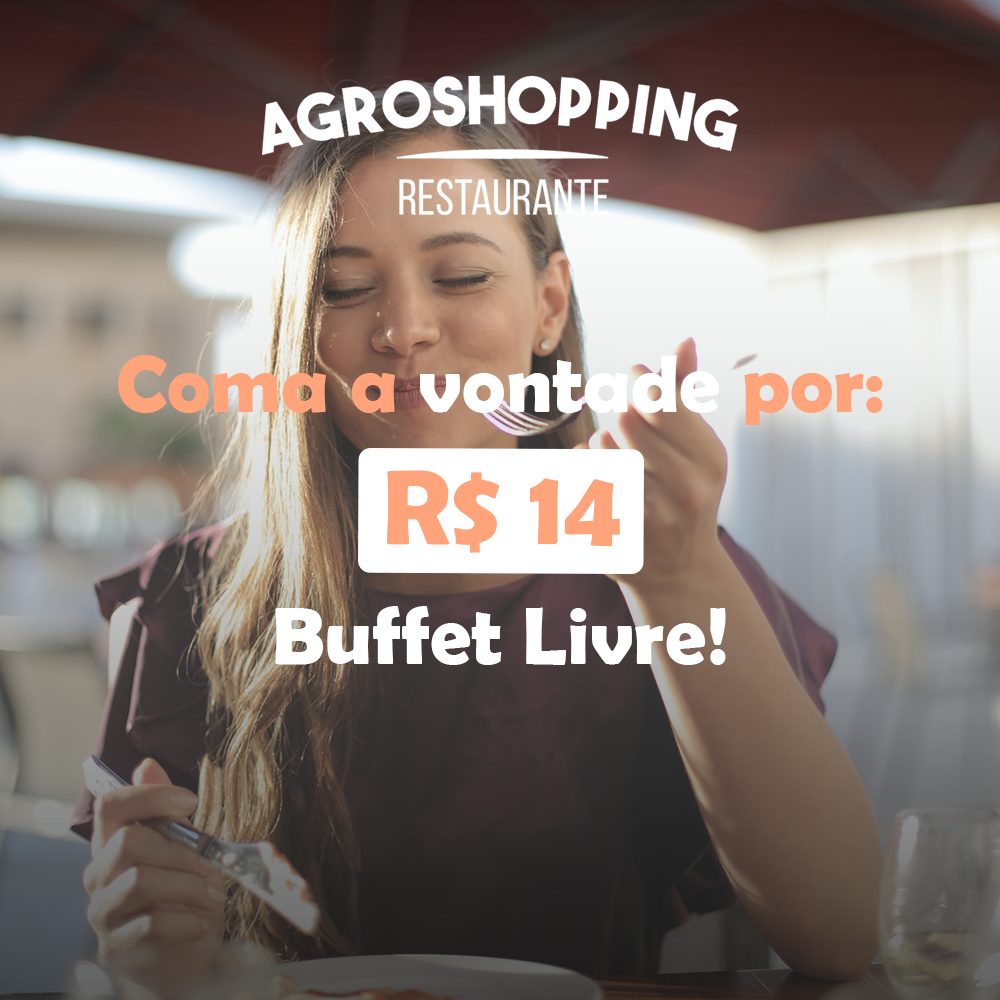 AGROSHOPPING
RESTAURANTE
Coma a vontade por:
R$ 14
Buffet Livre!